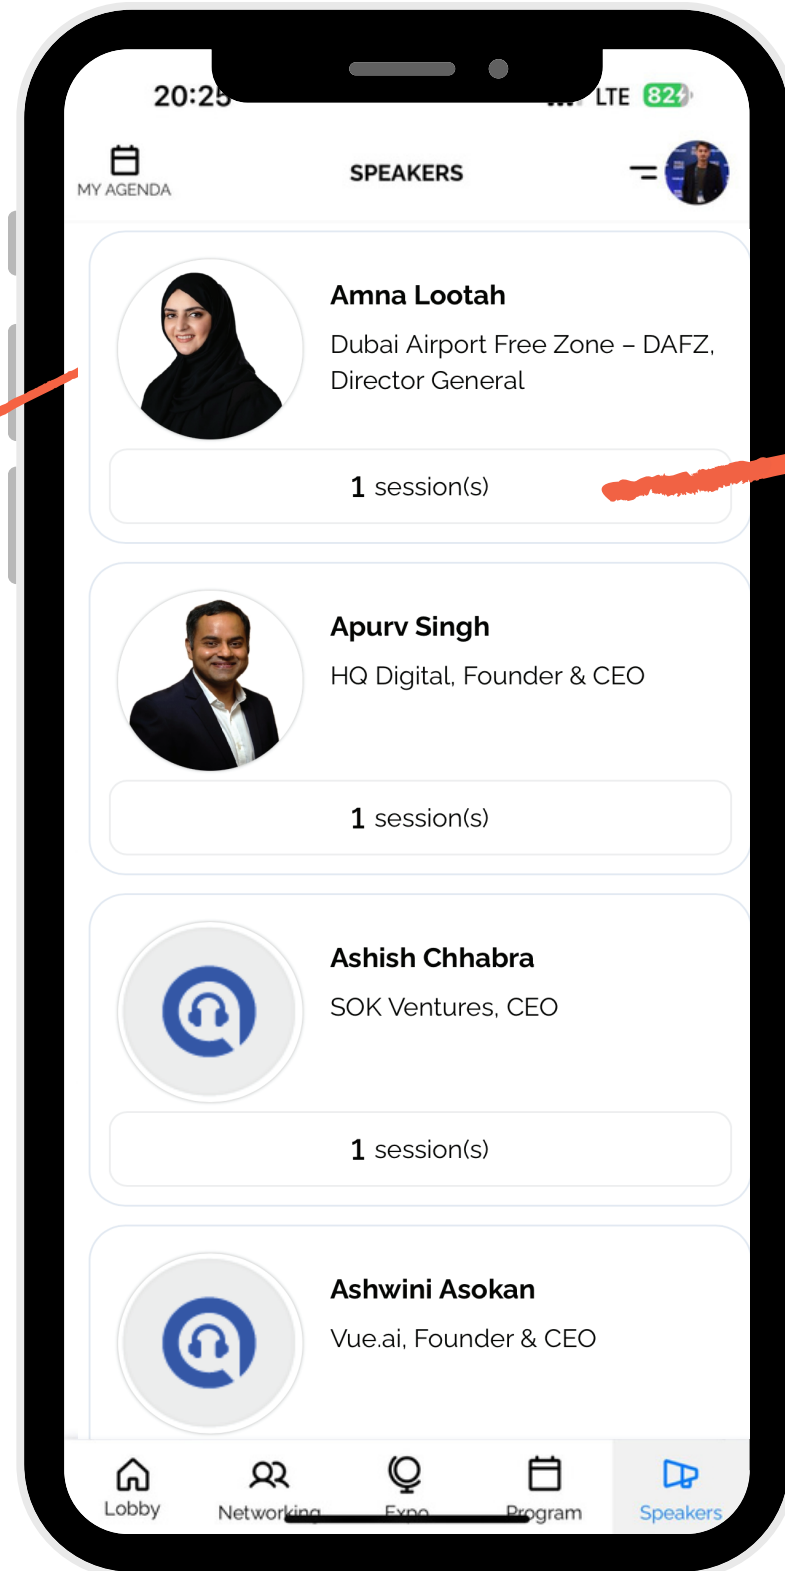 20:25
LTE 82
MY AGENDA
SPEAKERS
Amna Lootah
Dubai Airport Free Zone – DAFZ,
Director General
1 session(s)
Apurv Singh
HQ Digital, Founder & CEO
1 session(s)
Ashish Chhabra
SOK Ventures, CEO
1 session(s)
Ashwini Asokan
Vue.ai, Founder & CEO
Lobby
Networking
Expo
Program
Speakers